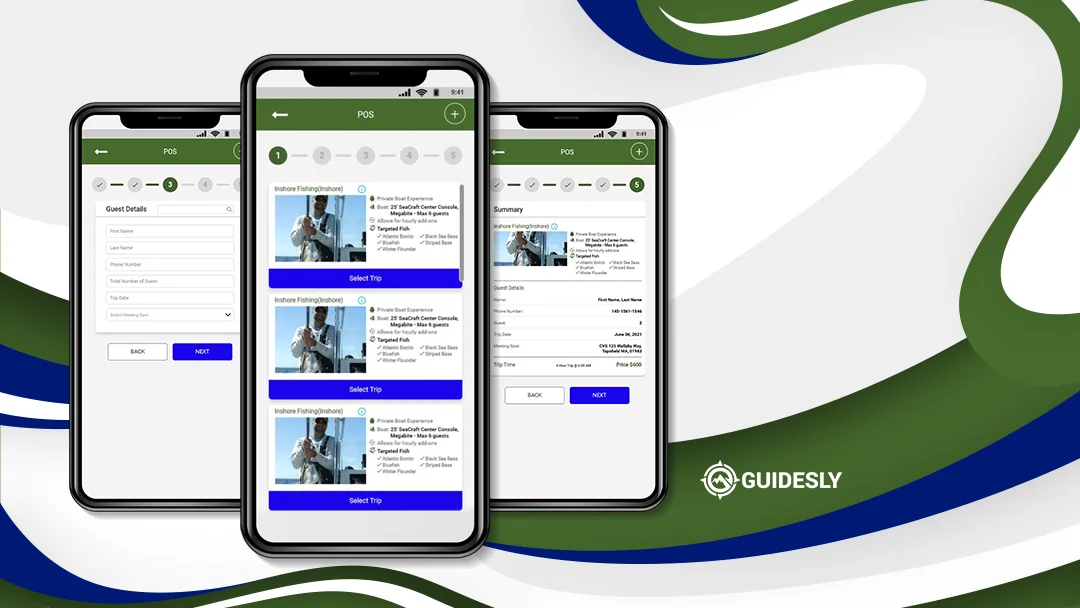 POS
3
4
Guest Details
First Name
Last Name
Phone Number
Total Number of Guest
Trip Date
Select Meeting Spot
BACK
NEXT
9:41
POS
1
2
3
4
5
Inshore Fishing(Inshore)
Private Boat Experience
Boat: 25' SeaCraft Center Console,
Megabite - Max 6 guests
Allows for hourly add-ons
Targeted Fish
Atlantic Bonito
Black Sea Bass
Bluefish
Striped Base
Winter Flounder
Select Trip
Inshore Fishing(Inshore)
Private Boat Experience
Boat: 25' SeaCraft Center Console,
Megabite - Max 6 guests
Allows for hourly add-ons
Targeted Fish
Atlantic Bonito
Black Sea Bass
Bluefish
Striped Base
Winter Flounder
Select Trip
Inshore Fishing(Inshore)
Private Boat Experience
Boat: 25' SeaCraft Center Console,
Megabite - Max 6 guests
Allows for hourly add-ons
Targeted Fish
Atlantic Bonito
Black Sea Bass
Bluefish
Striped Base
Winter Flounder
Select Trip
9:41
POS
5
Summary
Inshore Fishing(Inshore)
Private Boat Experience
Boat: 25' SeaCraft Center Console,
Megabite - Max 6 guests
Allows for hourly add-ons
Targeted Fish
Atlantic Bonito
Black Sea Bass
Bluefish
Striped Base
Winter Flounder
Guest Details
Name:
First Name, Last Name
Phone Number:
145-1561-1546
Guest:
Trip Date:
June 08, 2021
Meeting Spot:
CVS 123 Wellaby Way,
Topsfield MA, 01983
Trip Time
Price $600
BACK
NEXT
GUIDESLY